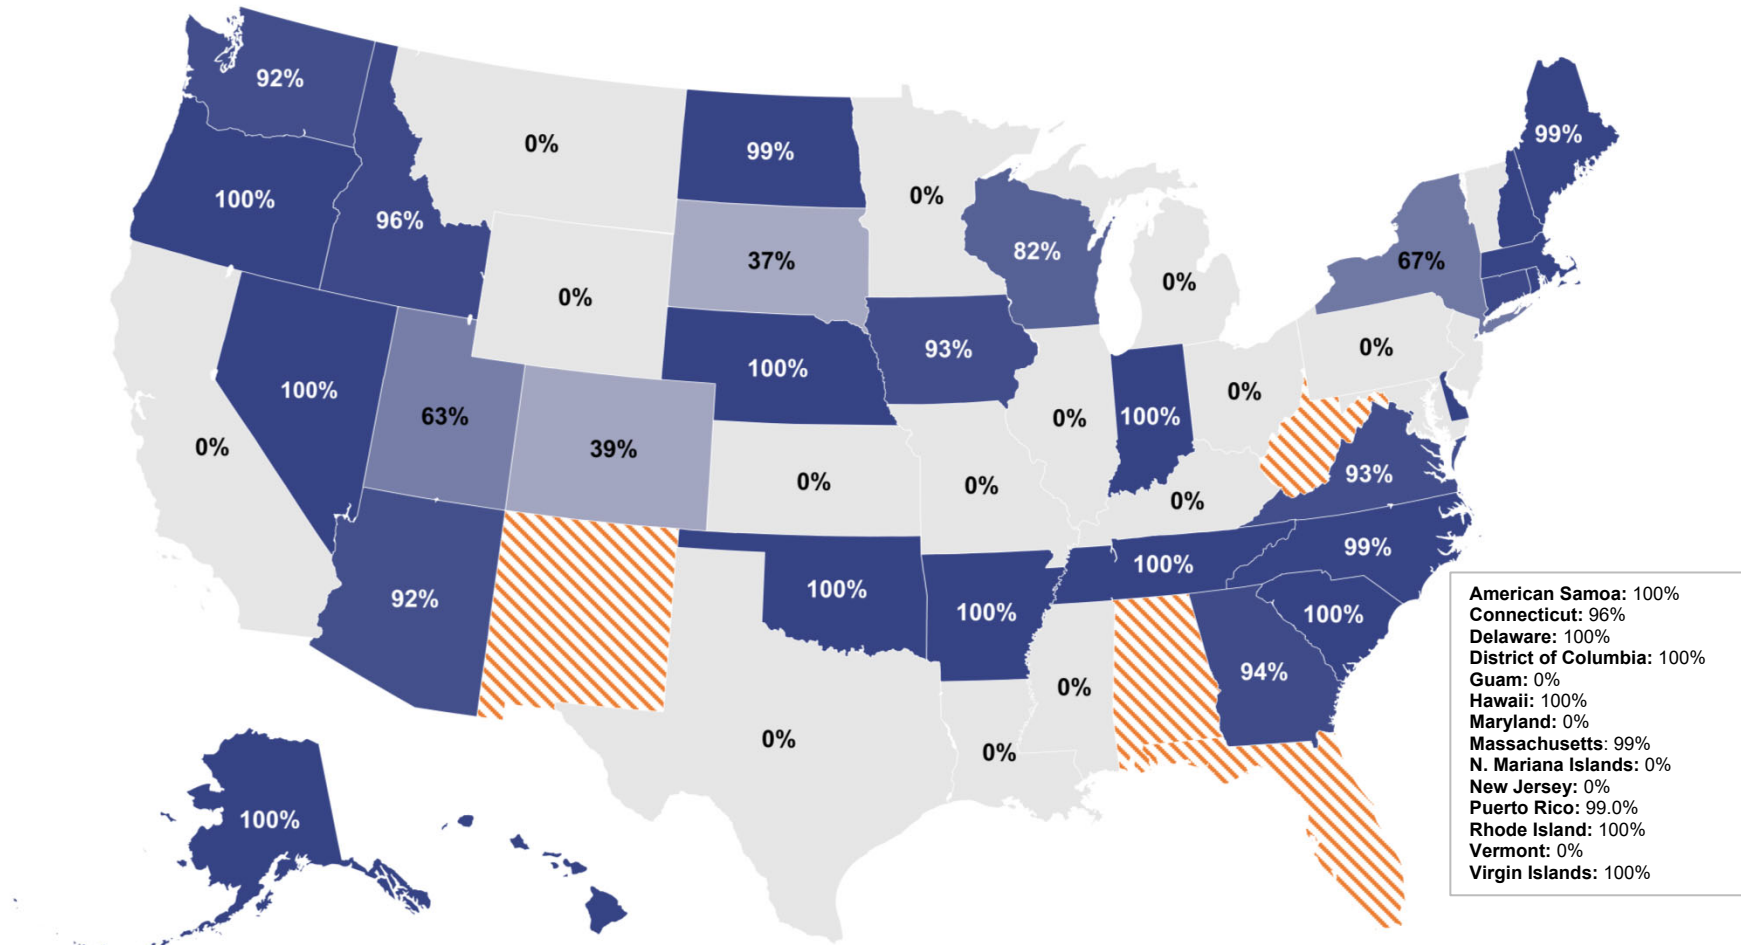 92%
99%
0%
99%
0%
100%
96%
37%
82%
67%
0%
0%
100%
93%
0%
100%
0%
100%
63%
0%
100%
0%
39%
93%
0%
0%
0%
99%
100%
92%
100%
100%
100%
94%
0%
0%
0%
100%
American Samoa: 100%
Connecticut: 96%
Delaware: 100%
District of Columbia: 100%
Guam: 0%
Hawaii: 100%
Maryland: 0%
Massachusetts: 99%
N. Mariana Islands: 0%
New Jersey: 0%
Puerto Rico: 99.0%
Rhode Island: 100%
Vermont: 0%
Virgin Islands: 100%